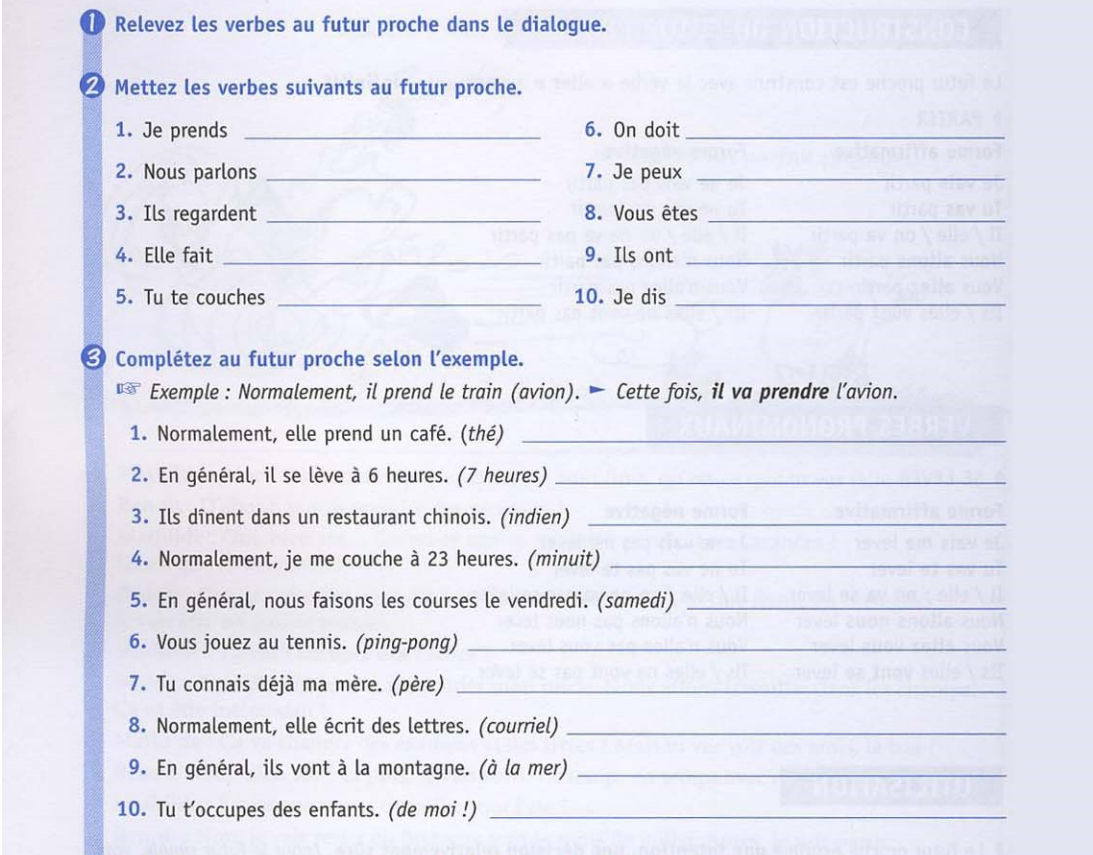 1 Relevez les verbes au futur proche dans le dialogue.
2 Mettez les verbes suivants au futur proche.
1. Je prends
2. Nous parlons
3. Ils regardent
4. Elle fait
5. Tu te couches
6. On doit
7. Je peux
8. Vous êtes
9. Ils ont
10. Je dis
3 Complétez au futur proche selon l'exemple.
☞ Exemple : Normalement, il prend le train (avion). ► Cette fois, il va prendre l'avion.
1. Normalement, elle prend un café. (thé)
2. En général, il se lève à 6 heures. (7 heures)
3. Ils dînent dans un restaurant chinois. (indien)
4. Normalement, je me couche à 23 heures. (minuit)
5. En général, nous faisons les courses le vendredi. (samedi)
6. Vous jouez au tennis. (ping-pong)
7. Tu connais déjà ma mère. (père)
8. Normalement, elle écrit des lettres. (courriel)
9. En général, ils vont à la montagne. (à la mer)
10. Tu t'occupes des enfants. (de moi !)